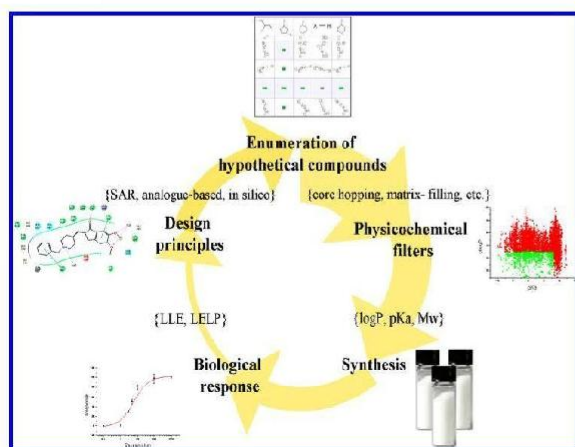 Enumeration of
hypothetical compounds
{SAR, analogue-based, in silico}
{core hopping, matrix- filling, etc.}
Design
principles
Physicochemical
filters
{LLE, LELP}
{logP, pKa, Mw}
Biological
response
Synthesis